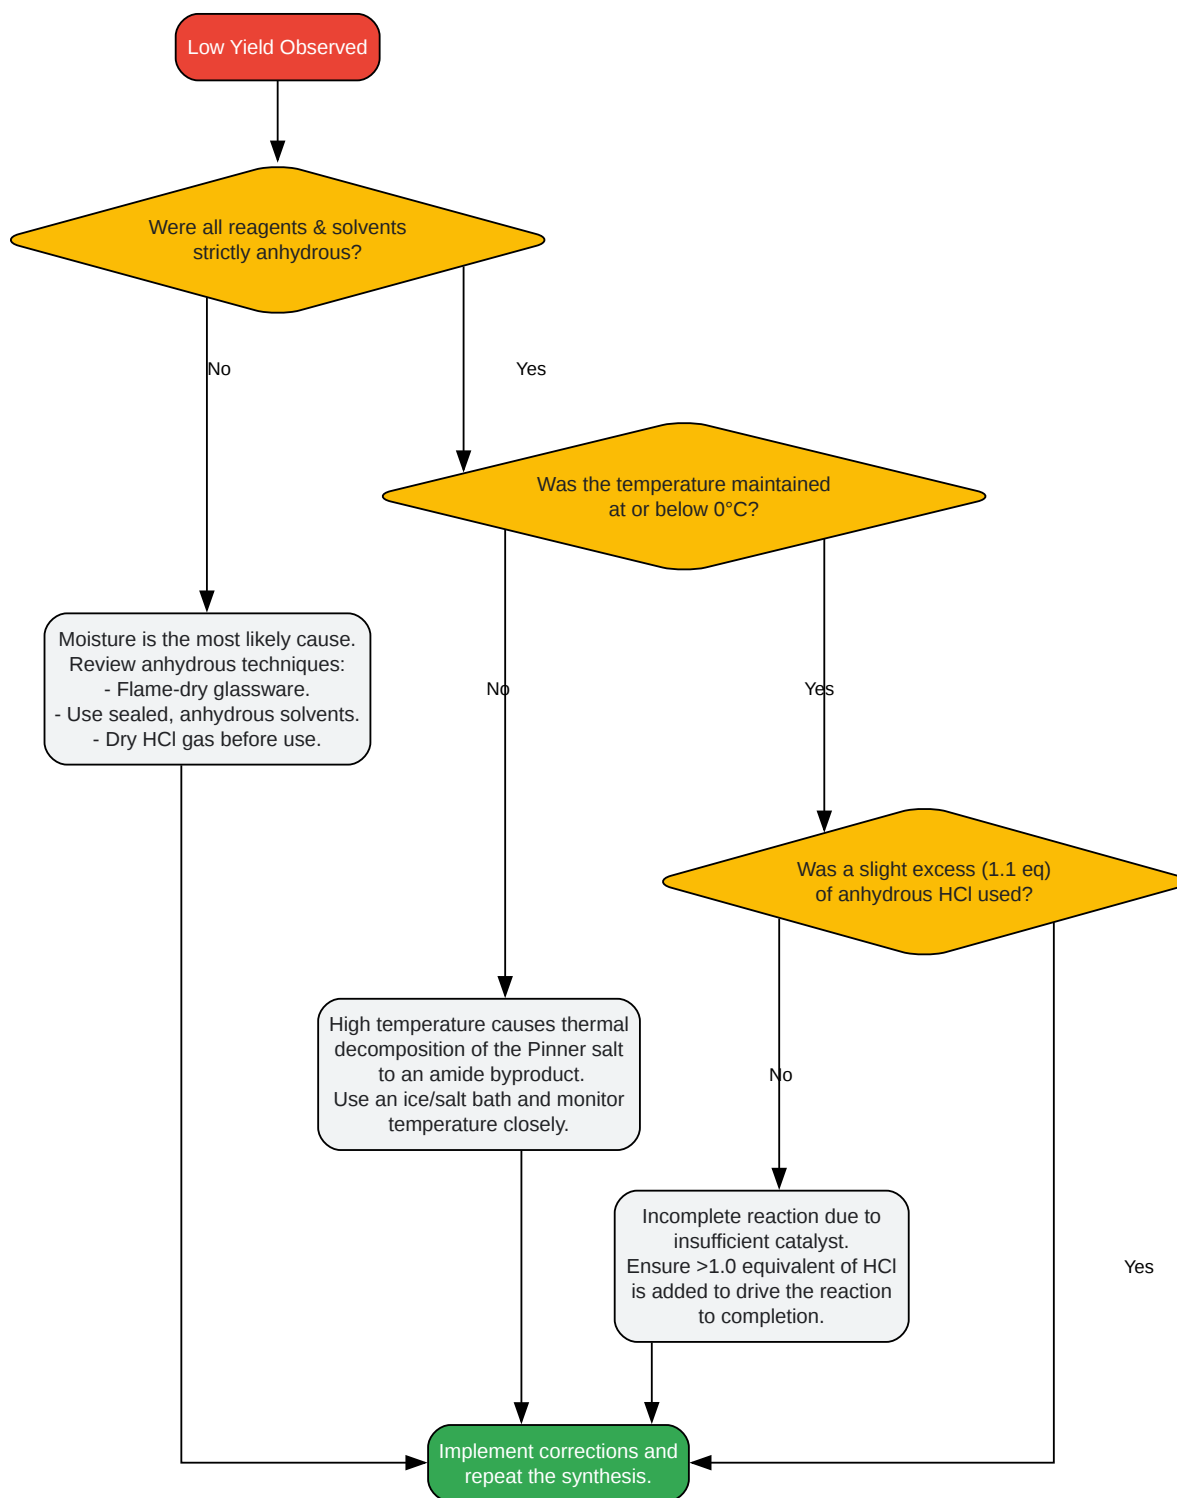 Low Yield Observed
Were all reagents & solvents
strictly anhydrous?
No
Yes
Was the temperature maintained
at or below 0°C?
Moisture is the most likely cause.
Review anhydrous techniques:
- Flame-dry glassware.
- Use sealed, anhydrous solvents.
- Dry HCl gas before use.
No
Yes
Was a slight excess (1.1 eq)
of anhydrous HCl used?
High temperature causes thermal
decomposition of the Pinner salt
to an amide byproduct.
Use an ice/salt bath and monitor
temperature closely.
No
Incomplete reaction due to
insufficient catalyst.
Ensure >1.0 equivalent of HCl
is added to drive the reaction
to completion.
Yes
Implement corrections and
repeat the synthesis.